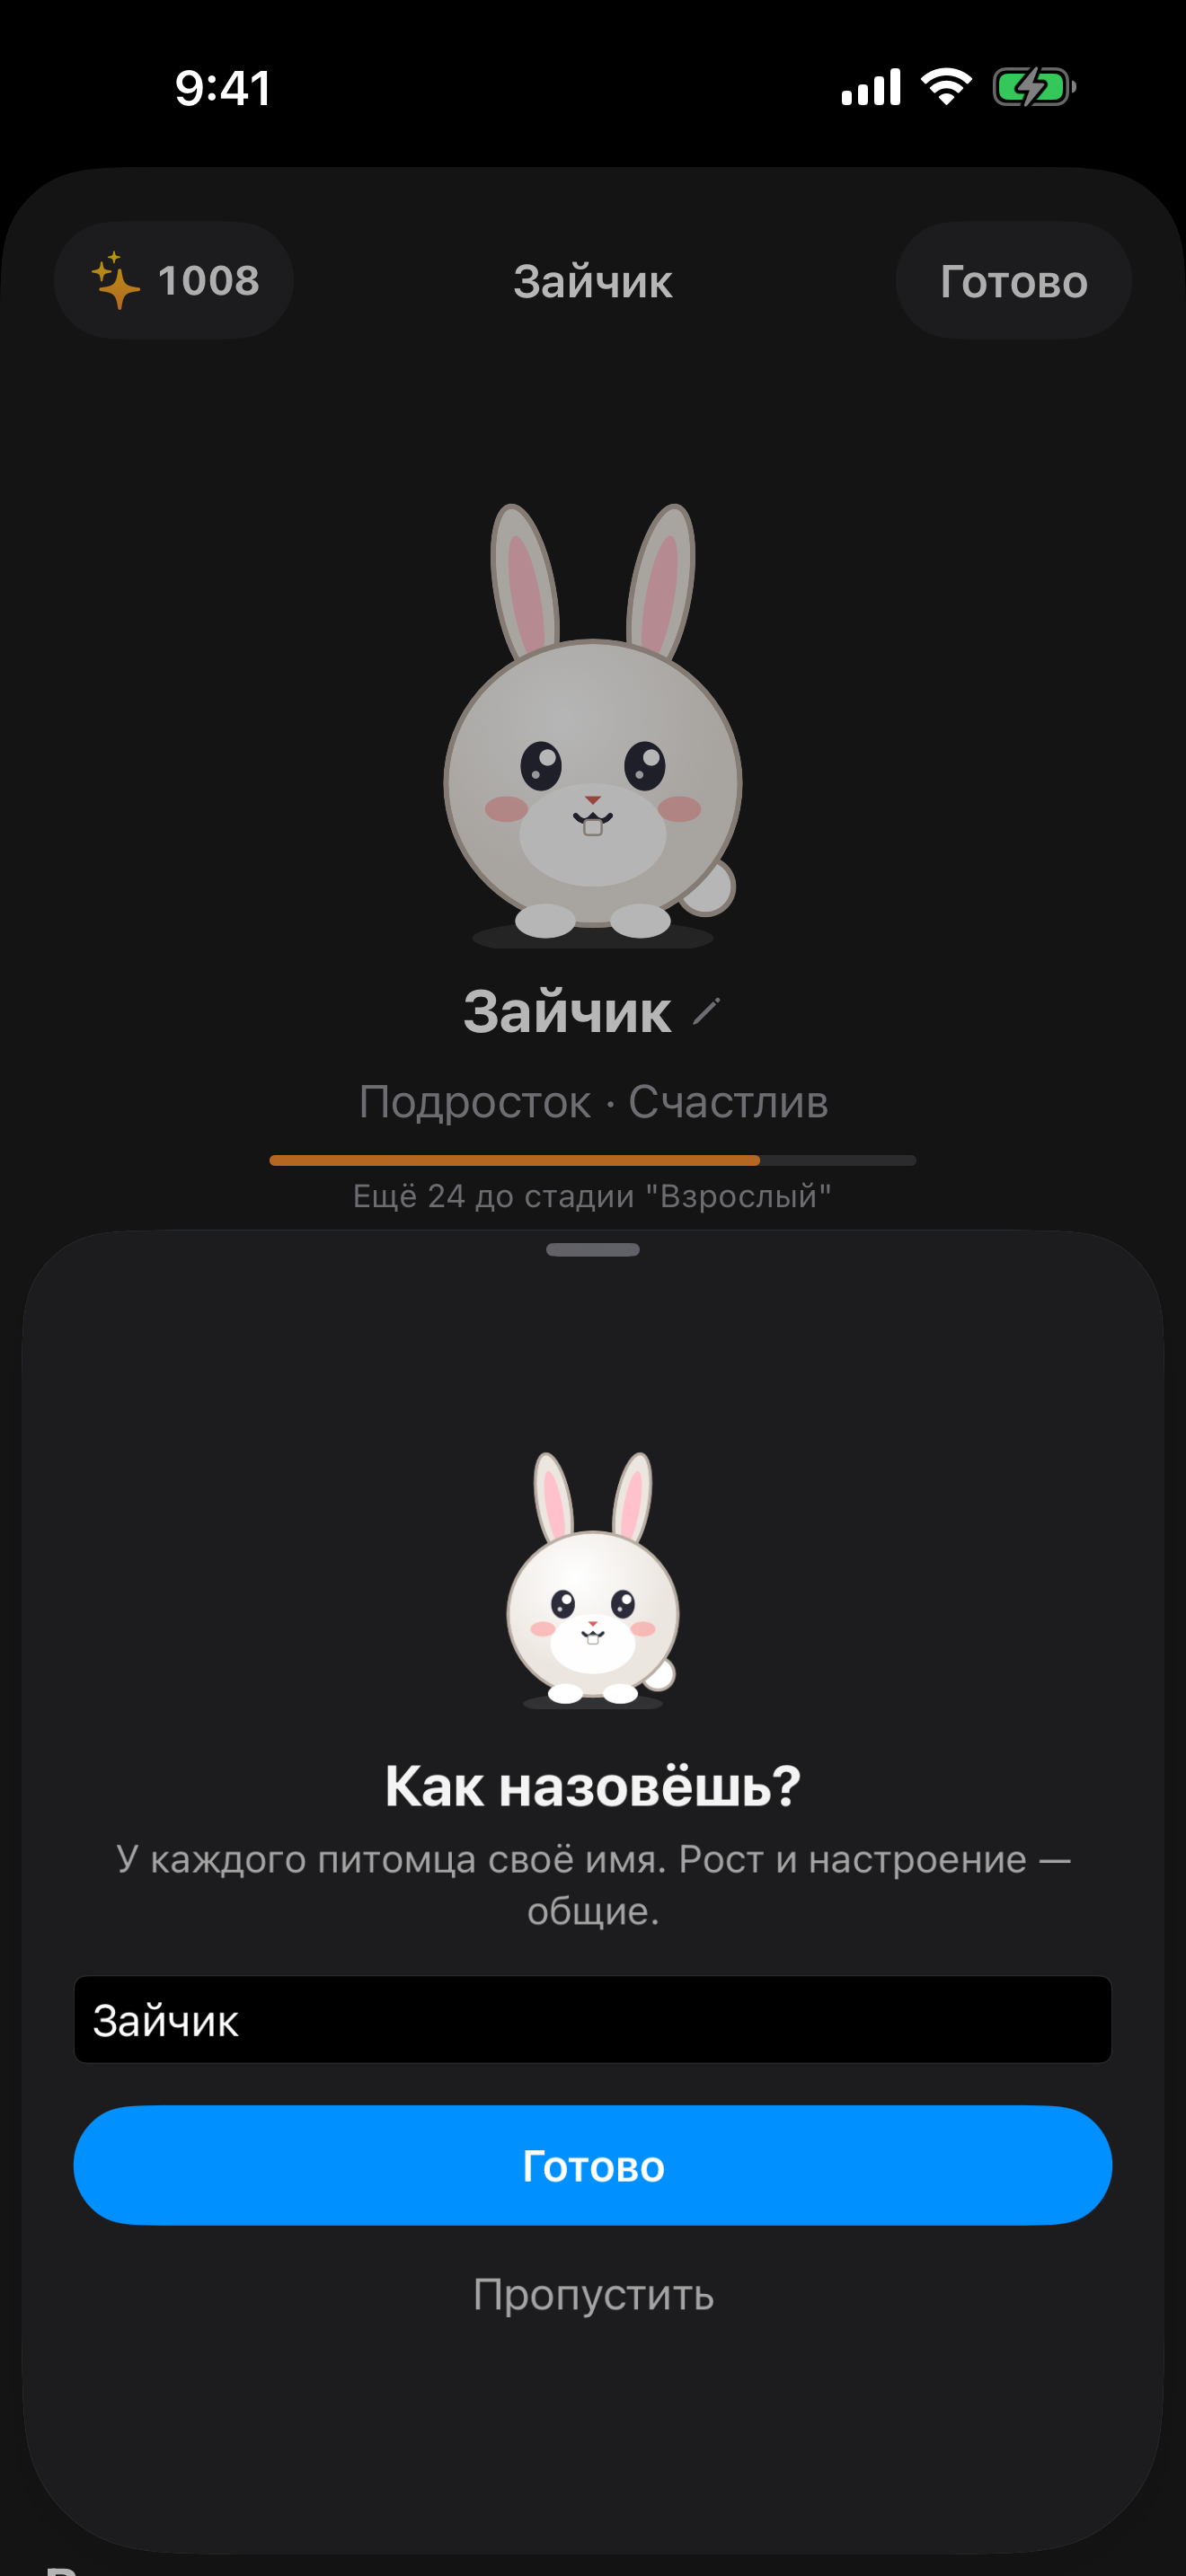 9:41
1008
Зайчик
Готово
Зайчик
Подросток · Счастлив
Ещё 24 до стадии "Взрослый"
Как назовёшь?
У каждого питомца своё имя. Рост и настроение —
общие.
Зайчик
Готово
Пропустить